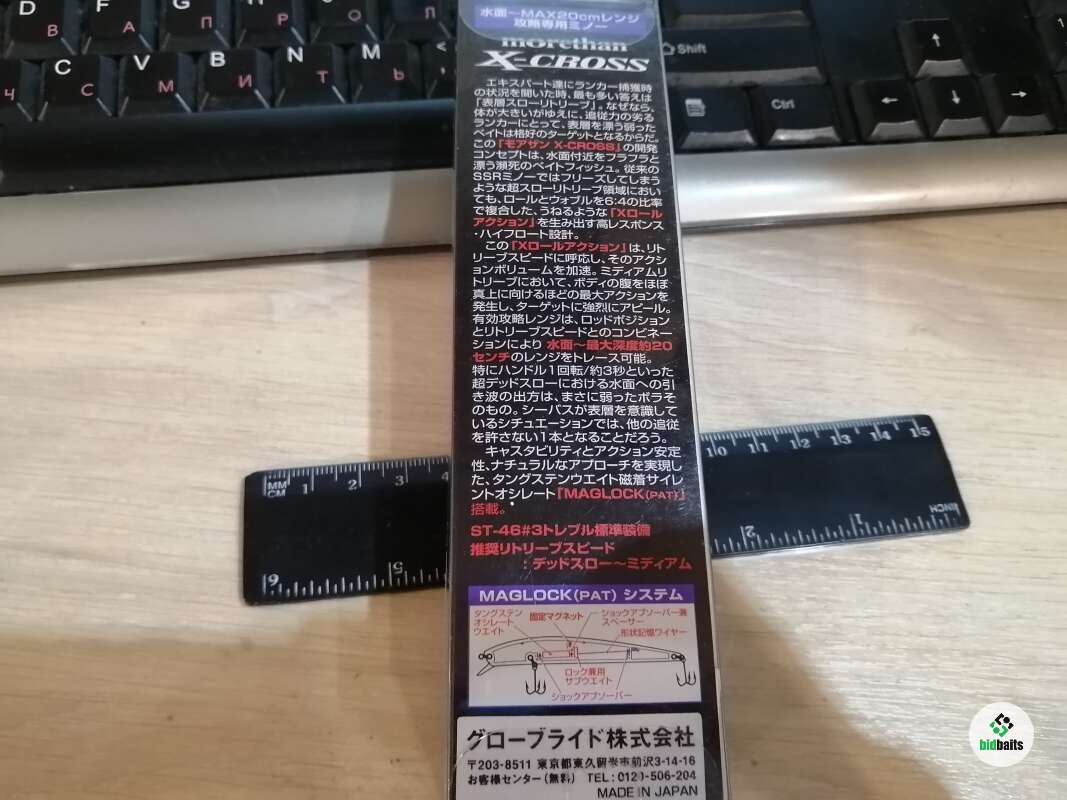 D F П О П
B A
C V B N M <
Ч С М И Т Ь Б
Shift
Ctrl
水面～MAX20cmレンジ
攻略専用ミノー
morethan
X-CROSS
エキスパート達にランカー捕獲時
の状況を聞いた時、最も多い答えは
「表層スローリトリーブ」。なぜなら、
体が大きいがゆえに、追従力の劣る
ランカーにとって、表層を漂う弱った
ベイトは格好のターゲットとなるからだ。
この「モアザン X-CROSS」の開発
コンセプトは、水面付近をフラフラと
漂う瀕死のベイトフィッシュ。従来の
SSRミノーではフリーズしてしまう
ような超スローリトリーブ領域におい
ても、ロールとウォブルを6:4の比率
で複合した、うねるような「Xロール
アクション」を生み出す高レスポンス
・ハイフロート設計。
この「Xロールアクション」は、リト
リーブスピードに呼応し、そのアクシ
ョンボリュームを加速。ミディアムリ
トリーブにおいて、ボディの腹をほぼ
真上に向けるほどの最大アクションを
発生し、ターゲットに強烈にアピール。
有効攻略レンジは、ロッドポジション
とリトリーブスピードとのコンビネー
ションにより 水面～最大深度約20
センチのレンジをトレース可能。
特にハンドル1回転/約3秒といった
超デッドスローにおける水面への引
き波の出方は、まさに弱ったボラそ
のもの。シーバスが表層を意識して
いるシチュエーションでは、他の追従
を許さない1本となることだろう。
キャスタビリティとアクション安定
性、ナチュラルなアプローチを実現し
た、タングステンウエイト磁着サイレ
ントオシレート「MAGLOCK(PAT)」
搭載。
ST-46#3トレブル標準装備
推奨リトリーブスピード
：デッドスロー～ミディアム
MAGLOCK(PAT) システム
タングステン
オシレート
ウエイト
固定マグネット
ショックアブソーバー兼
スペーサー
形状記憶ワイヤー
ロック兼用
サブウエイト
ショックアブソーバー
グローブライド株式会社
〒203-8511 東京都東久留米市前沢3-14-16
お客様センター(無料) TEL:0120-506-204
MADE IN JAPAN
MM
CM
1 2 3 4
10 11 12 13 14 15
INCH
6 5 2 1
bidbaits